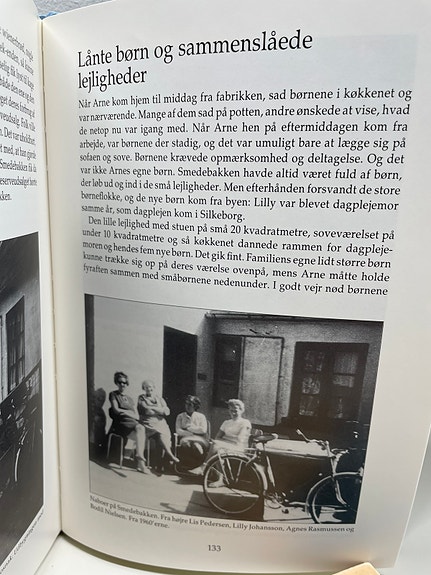 Lånte børn og sammenslåede
lejligheder
Når Arne kom hjem til middag fra fabrikken, sad børnene i køkkenet og
var nærværende. Mange af dem sad på potten, andre ønskede at vise, hvad
de netop nu var igang med. Når Arne hen på eftermiddagen kom fra
arbejde, var børnene der stadig, og det var umuligt bare at lægge sig på
sofaen og sove. Børnene krævede opmærksomhed og deltagelse. Og det
var ikke Arnes egne børn. Smedebakken havde altid været fuld af børn,
der løb ud og ind i de små lejligheder. Men efterhånden forsvandt de store
børneflokke, og de nye børn kom fra byen: Lilly var blevet dagplejemor
samme år, som dagplejen kom i Silkeborg.
Den lille lejlighed med stuen på små 20 kvadratmetre, soveværelset på
under 10 kvadratmetre og så køkkenet dannede rammen for dagpleje-
moren og hendes fem nye børn. Det gik fint. Familiens egne lidt større børn
kunne trække sig op på deres værelse ovenpå, mens Arne måtte holde
fyraften sammen med småbørnene nedenunder. I godt vejr nød børnene
Naboer på Smedebakken. Fra højre Lis Pedersen, Lilly Johansson, Agnes Rasmussen og
Bodil Nielsen. Fra 1960'erne.
133